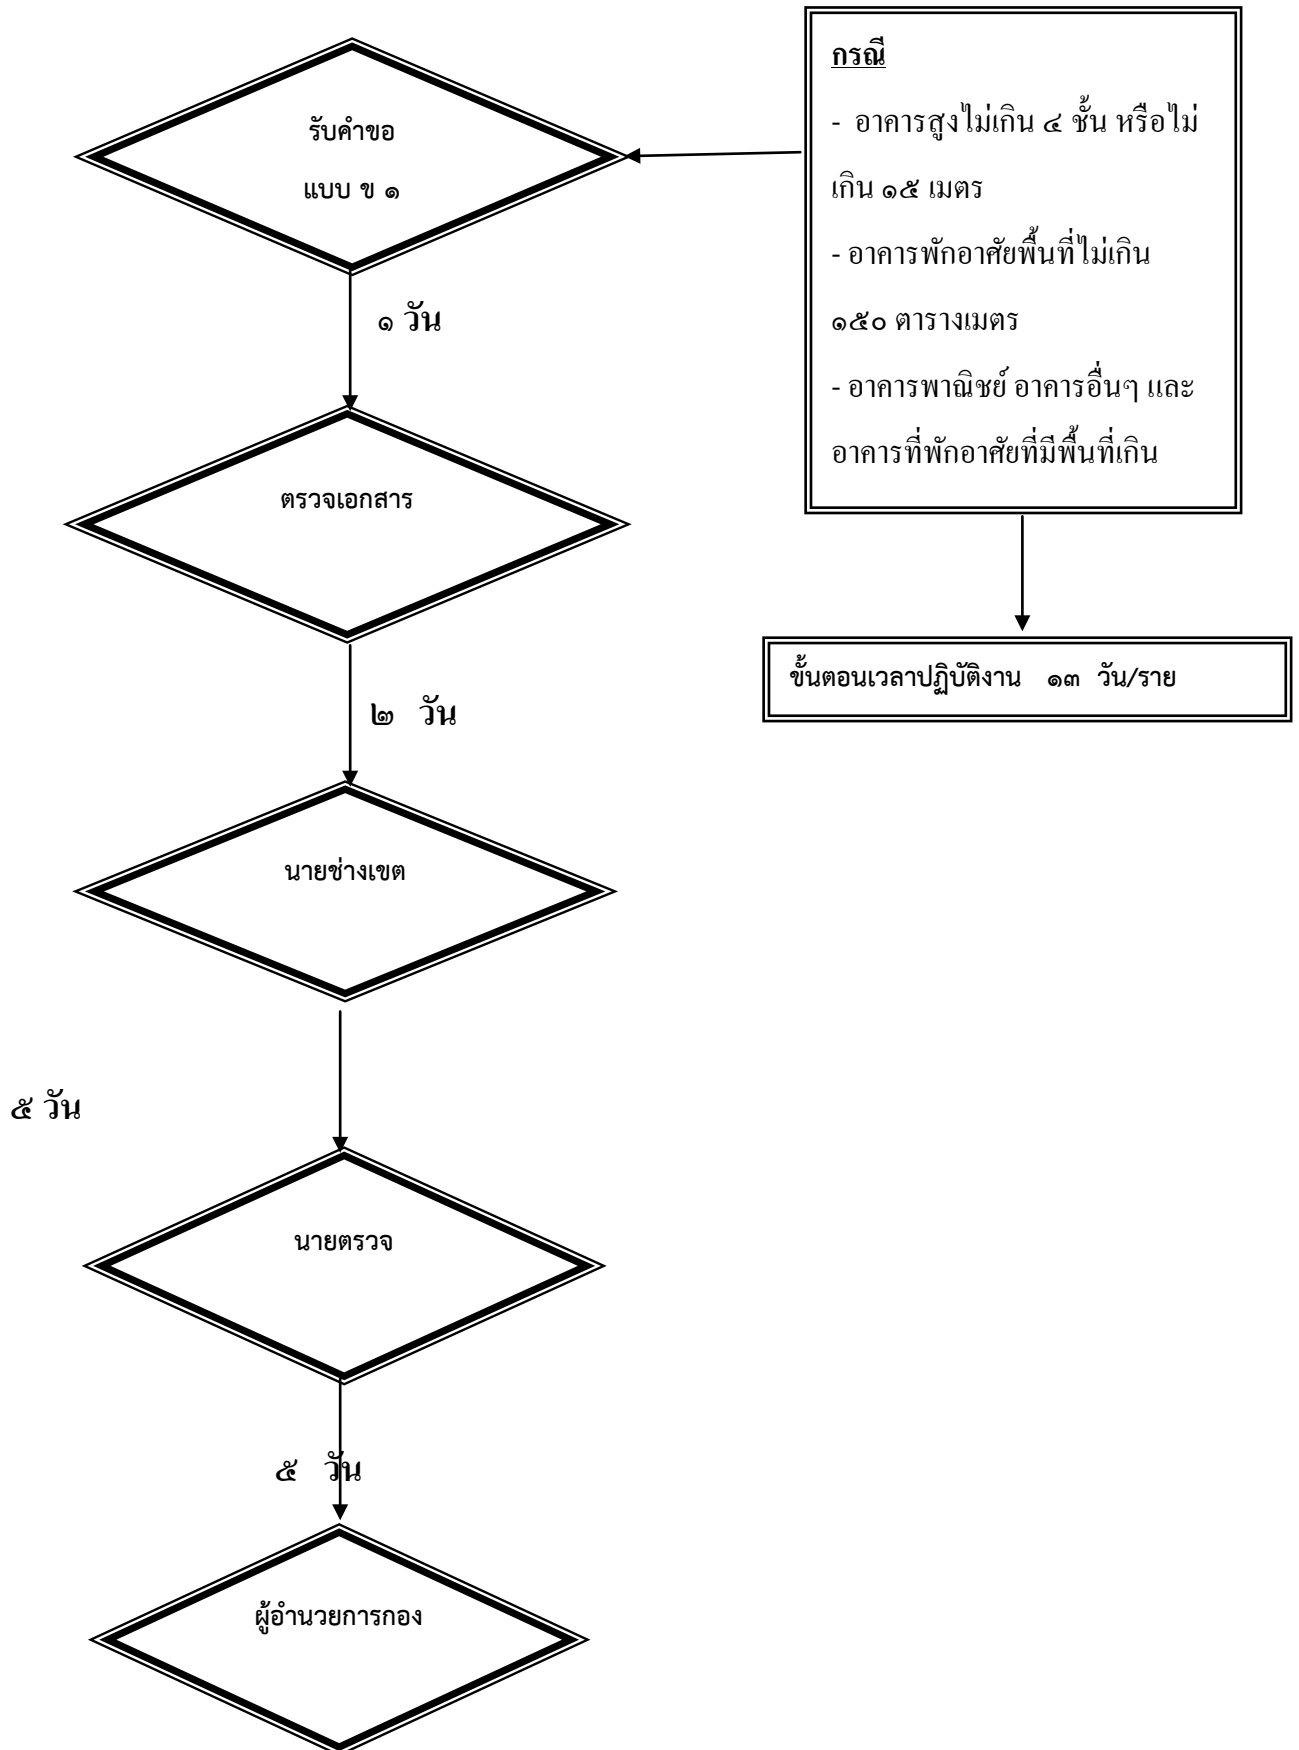 รับคำขอ
แบบ ข ๑
๑ วัน
ตรวจเอกสาร
๒ วัน
นายช่างเขต
๕ วัน
นายตรวจ
๕ วัน
ผู้อำนวยการกอง
กรณี
- อาคารสูงไม่เกิน ๔ ชั้น หรือไม่
เกิน ๑๕ เมตร
- อาคารพักอาศัยพื้นที่ไม่เกิน
๑๕๐ ตารางเมตร
- อาคารพาณิชย์ อาคารอื่นๆ และ
อาคารที่พักอาศัยที่มีพื้นที่เกิน
ขั้นตอนเวลาปฏิบัติงาน ๑๓ วัน/ราย